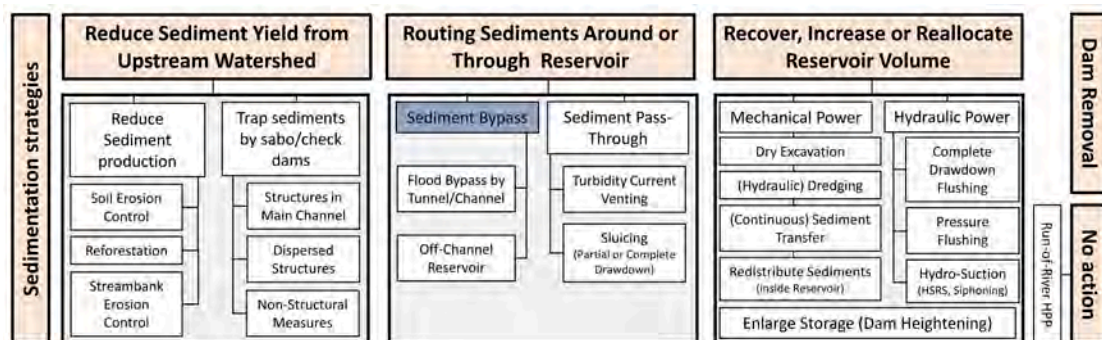 Sedimentation strategies
Reduce Sediment Yield from
Upstream Watershed
Reduce
Sediment
production
Soil Erosion
Control
Reforestation
Streambank
Erosion
Control
Trap sediments
by sabo/check
dams
Structures in
Main Channel
Dispersed
Structures
Non-Structural
Measures
Routing Sediments Around or
Through Reservoir
Sediment Bypass
Flood Bypass by
Tunnel/Channel
Off-Channel
Reservoir
Sediment Pass-
Through
Turbidity Current
Venting
Sluicing
(Partial or Complete
Drawdown)
Recover, Increase or Reallocate
Reservoir Volume
Mechanical Power
Dry Excavation
(Hydraulic) Dredging
(Continuous) Sediment
Transfer
Redistribute Sediments
(inside Reservoir)
Hydraulic Power
Complete
Drawdown
Flushing
Pressure
Flushing
Hydro-Suction
(HSRS, Siphoning)
Enlarge Storage (Dam Heightening)
Dam Removal
Run-of-River HPP
No action